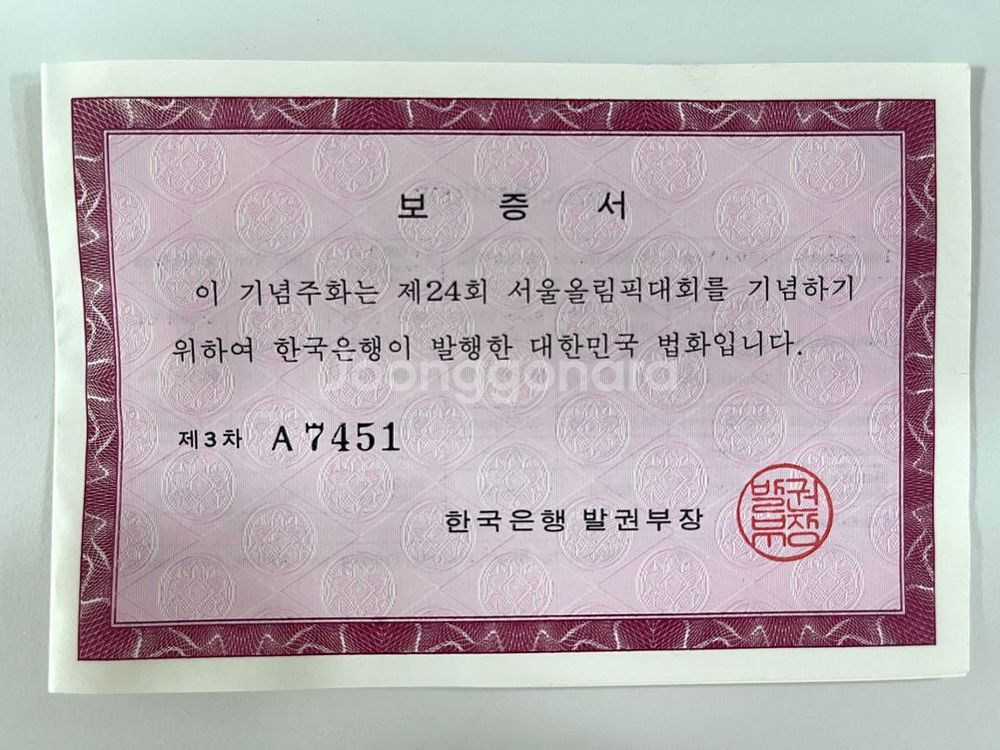 보 증 서
이 기념주화는 제24회 서울올림픽대회를 기념하기
위하여 한국은행이 발행한 대한민국 법화입니다.
Joonggonara
제3차 A 7451
한국은행 발권부장
발권
부장